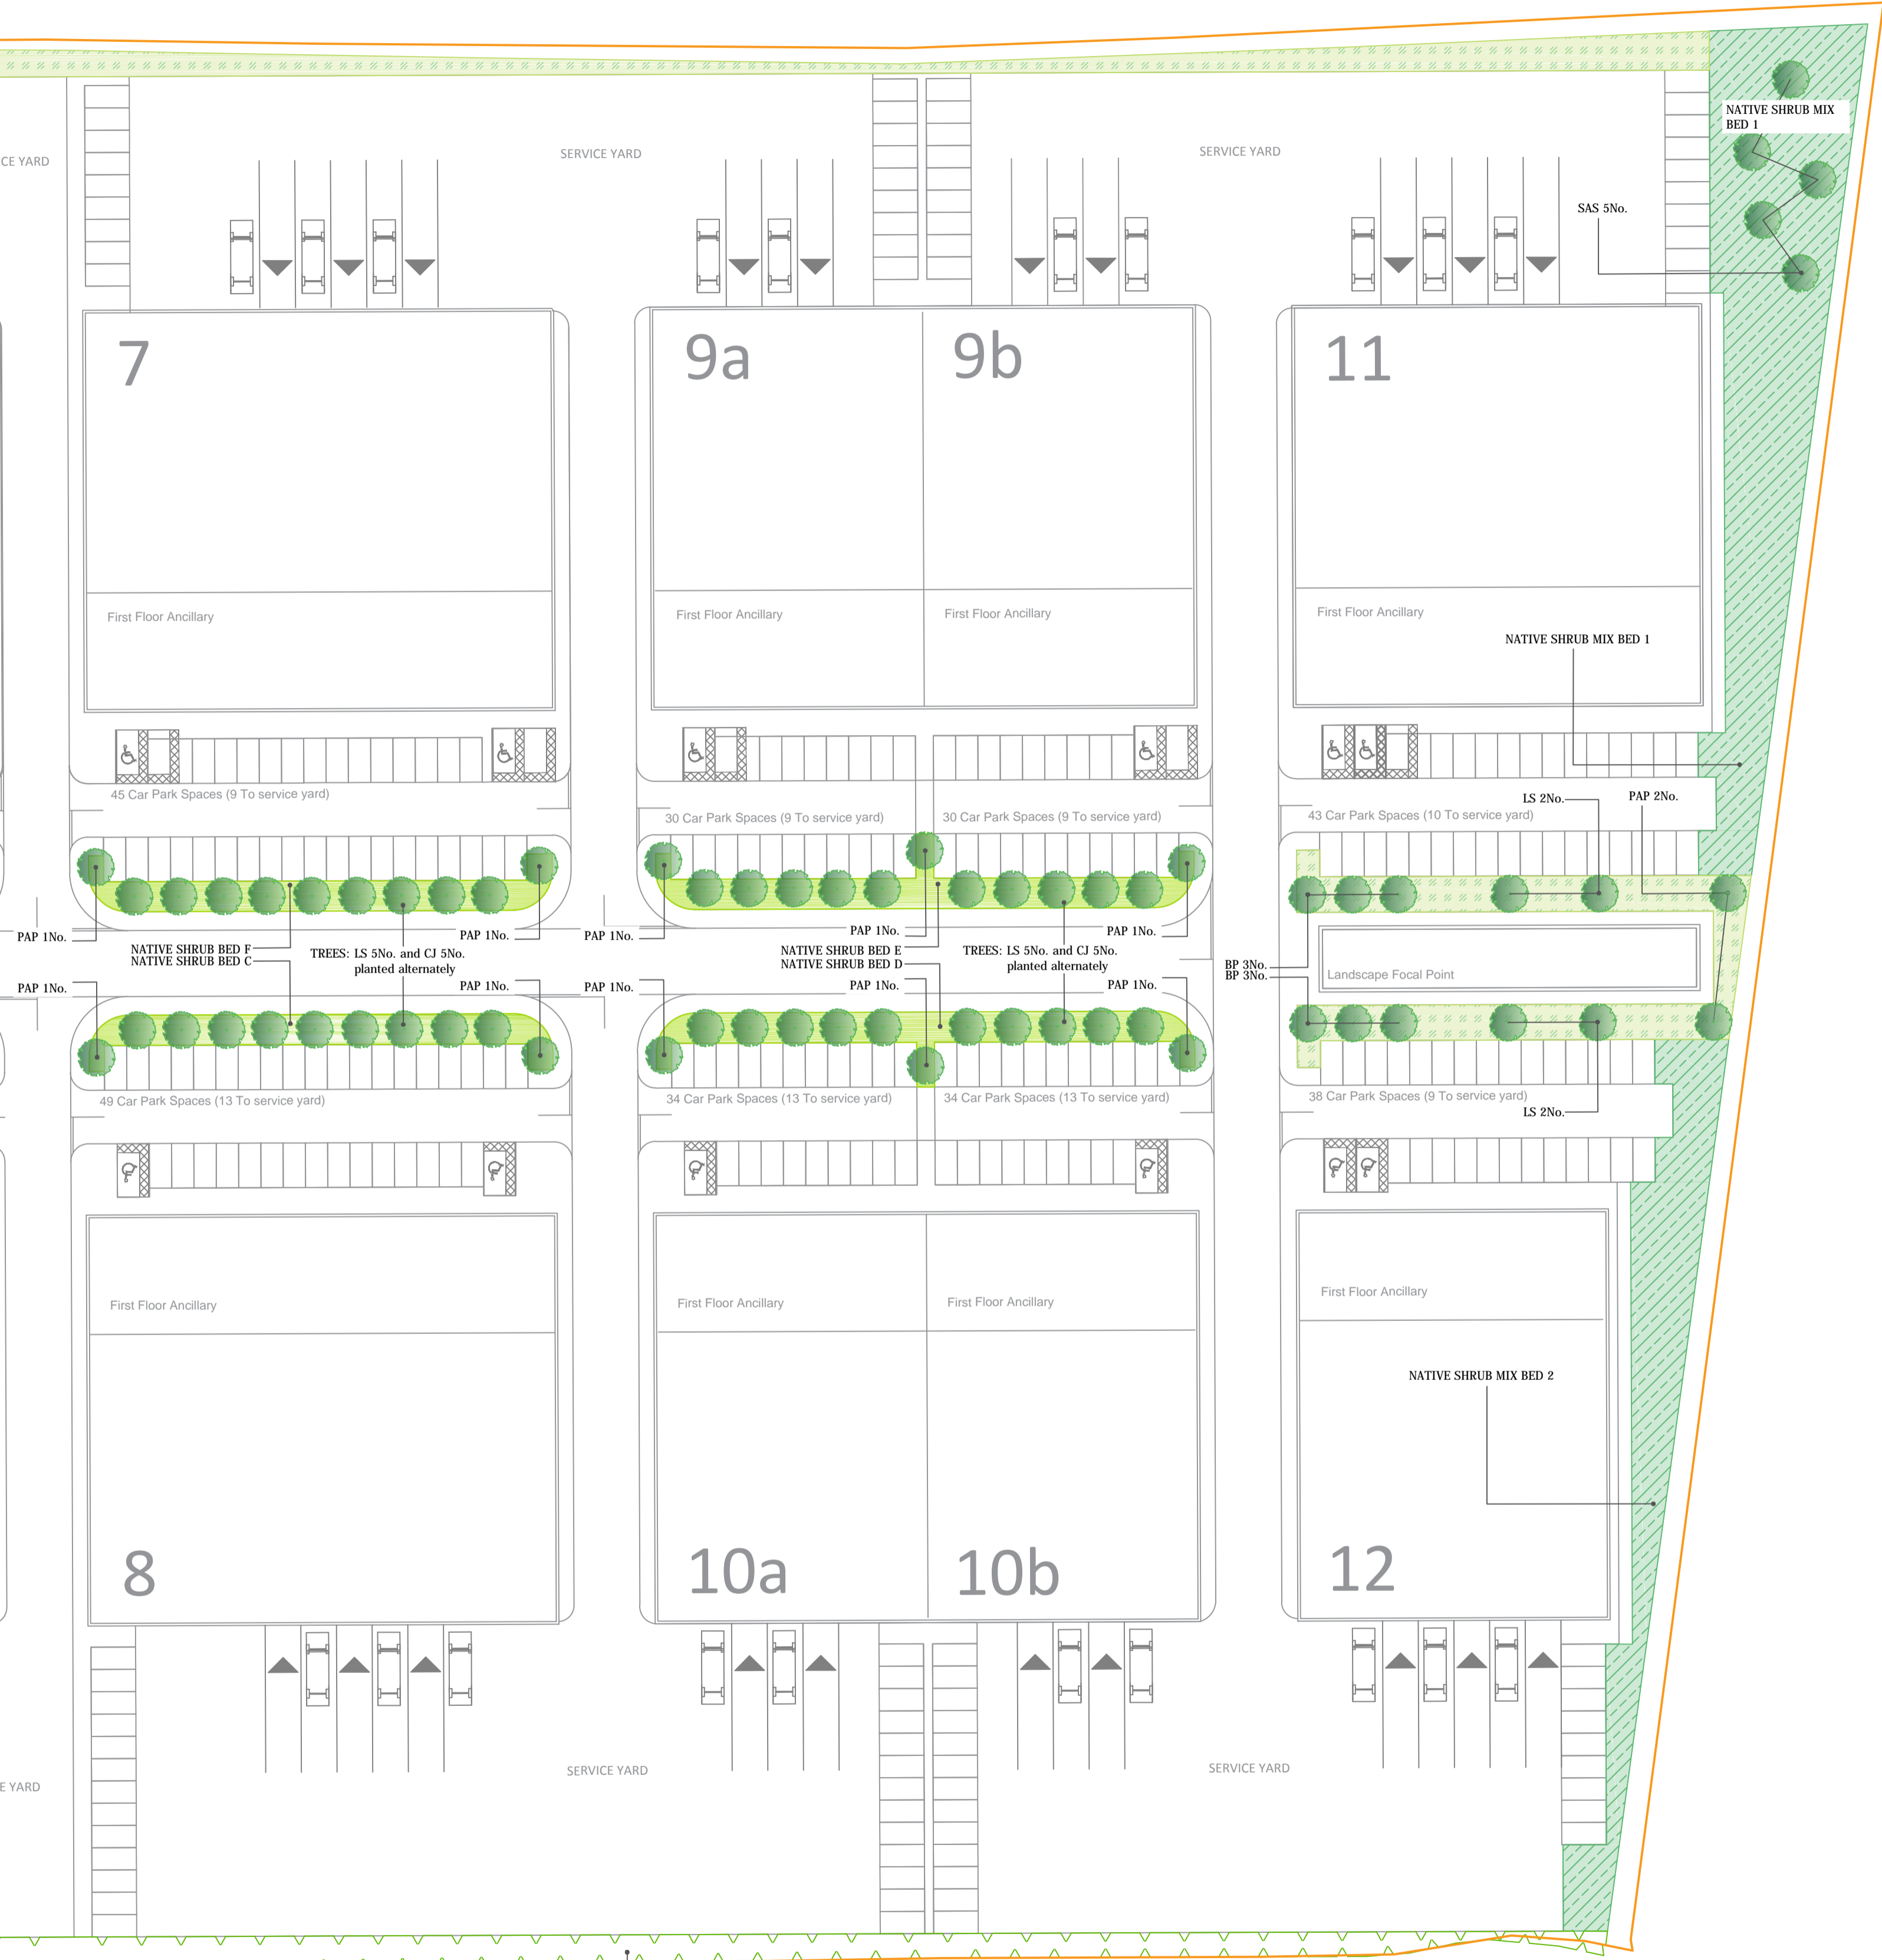 NATIVE SHRUB MIX
BED 1
CE YARD
SERVICE YARD
SERVICE YARD
SAS 5No.
7
9a
9b
11
First Floor Ancillary
First Floor Ancillary
First Floor Ancillary
First Floor Ancillary
NATIVE SHRUB MIX BED 1
45 Car Park Spaces (9 To service yard)
30 Car Park Spaces (9 To service yard)
30 Car Park Spaces (9 To service yard)
43 Car Park Spaces (10 To service yard)
LS 2No.
PAP 2No.
PAP 1No.
NATIVE SHRUB BED F
NATIVE SHRUB BED C
TREES: LS 5No. and CJ 5No.
planted alternately
PAP 1No.
PAP 1No.
NATIVE SHRUB BED E
NATIVE SHRUB BED D
PAP 1No.
TREES: LS 5No. and CJ 5No.
planted alternately
PAP 1No.
BP 3No.
BP 3No.
Landscape Focal Point
PAP 1No.
PAP 1No.
PAP 1No.
PAP 1No.
PAP 1No.
49 Car Park Spaces (13 To service yard)
34 Car Park Spaces (13 To service yard)
34 Car Park Spaces (13 To service yard)
38 Car Park Spaces (9 To service yard)
LS 2No.
First Floor Ancillary
First Floor Ancillary
First Floor Ancillary
First Floor Ancillary
NATIVE SHRUB MIX BED 2
8
10a
10b
12
E YARD
SERVICE YARD
SERVICE YARD